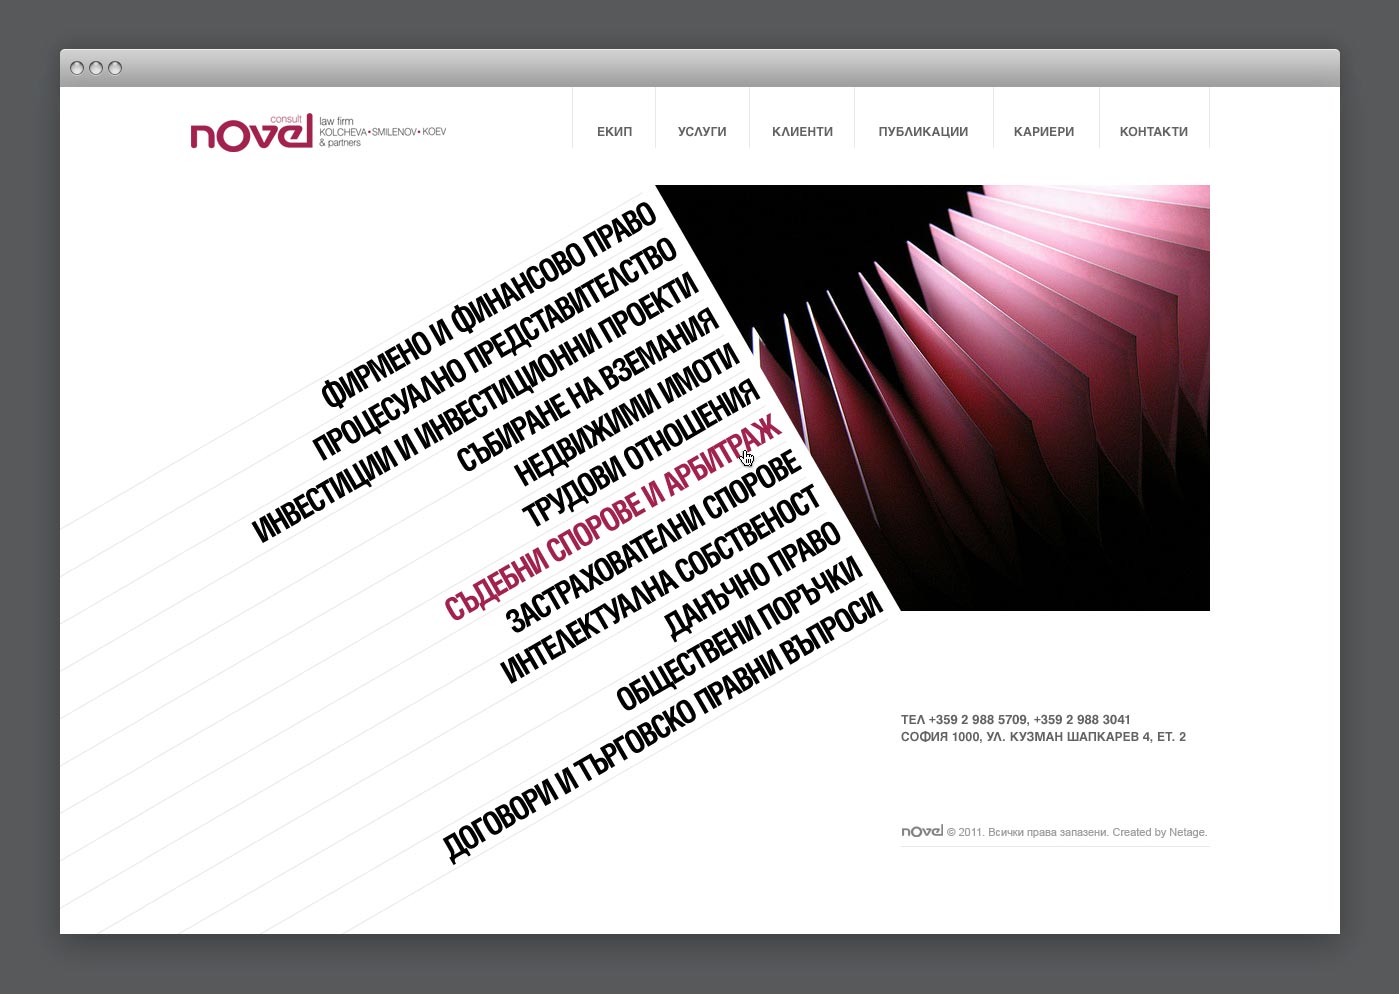 consult
novel
law firm
KOLCHEVA • SMILENOV • KOEV
& partners
ЕКИП
УСЛУГИ
КЛИЕНТИ
ПУБЛИКАЦИИ
КАРИЕРИ
КОНТАКТИ
ФИРМЕНО И ФИНАНСОВО ПРАВО
ПРОЦЕСУАЛНО ПРЕДСТАВИТЕЛСТВО
ИНВЕСТИЦИИ И ИНВЕСТИЦИОННИ ПРОЕКТИ
СЪБИРАНЕ НА ВЗЕМАНИЯ
НЕДВИЖИМИ ИМОТИ
ТРУДОВИ ОТНОШЕНИЯ
СЪДЕБНИ СПОРОВЕ И АРБИТРАЖ
ЗАСТРАХОВАТЕЛНИ СПОРОВЕ
ИНТЕЛЕКТУАЛНА СОБСТВЕНОСТ
ДАНЪЧНО ПРАВО
ОБЩЕСТВЕНИ ПОРЪЧКИ
ДОГОВОРИ И ТЪРГОВСКО ПРАВНИ ВЪПРОСИ
ТЕЛ +359 2 988 5709, +359 2 988 3041
СОФИЯ 1000, УЛ. КУЗМАН ШАПКАРЕВ 4, ЕТ. 2
novel © 2011. Всички права запазени. Created by Netage.